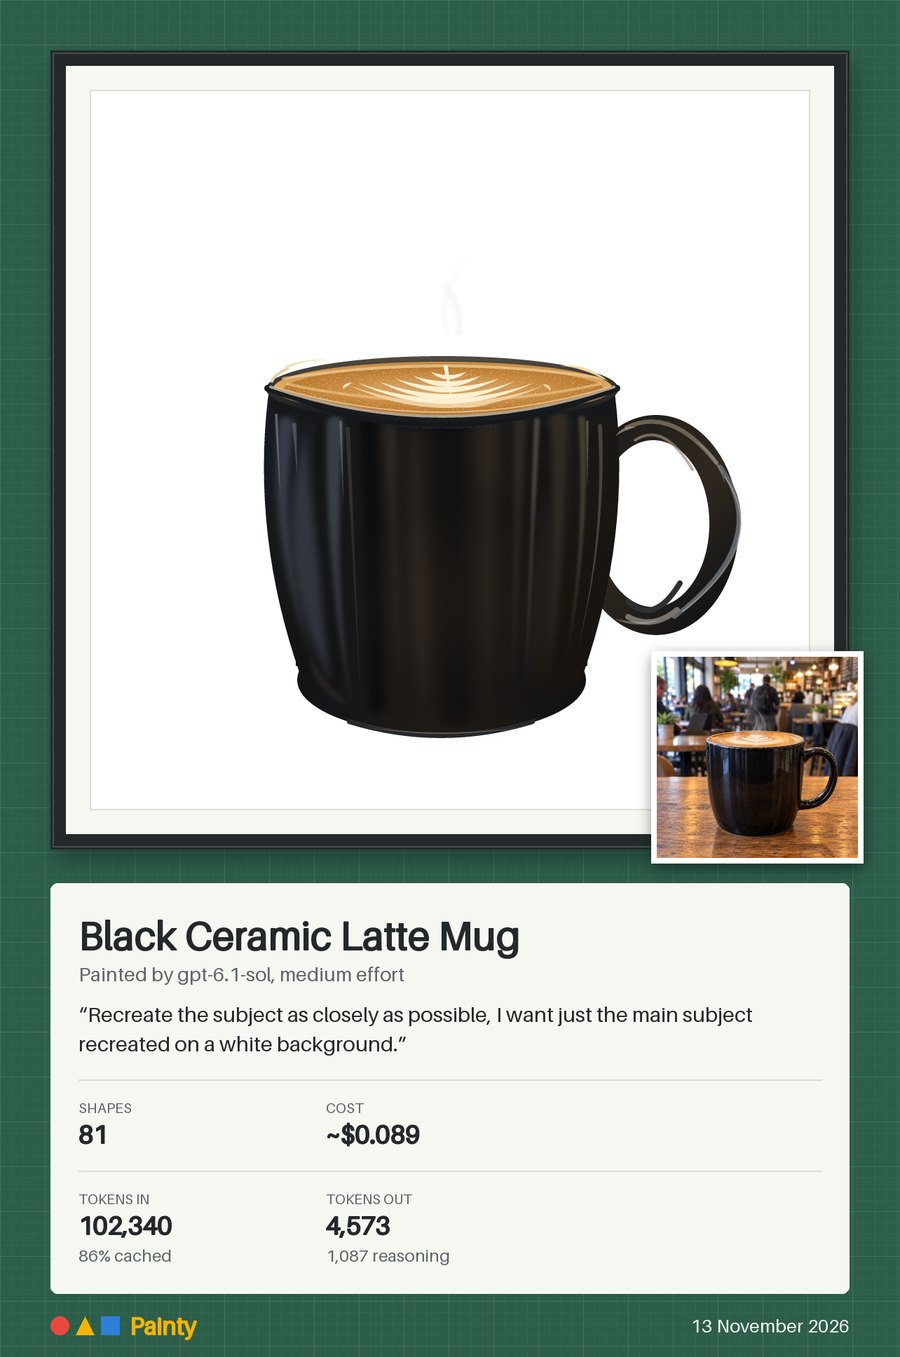 Black Ceramic Latte Mug
Painted by gpt-6.1-sol, medium effort
“Recreate the subject as closely as possible, I want just the main subject
recreated on a white background.”
SHAPES
81
COST
~$0.089
TOKENS IN
102,340
86% cached
TOKENS OUT
4,573
1,087 reasoning
Painty
13 November 2026